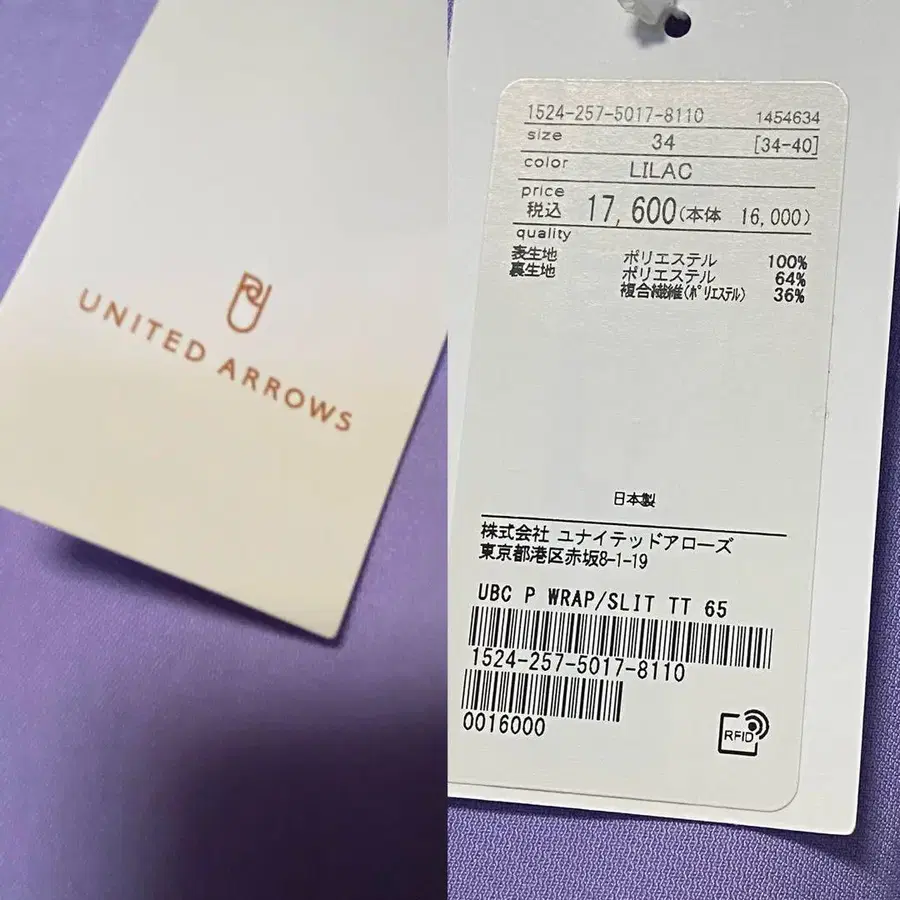 UNITED ARROWS
1524-257-5017-8110 1454634
size 34 [34-40]
color LILAC
price
税込 17,600(本体 16,000)
quality
表生地 ポリエステル 100%
裏生地 ポリエステル 64%
複合繊維(ポリエステル) 36%
日本製
株式会社 ユナイテッドアローズ
東京都港区赤坂8-1-19
UBC P WRAP/SLIT TT 65
1524-257-5017-8110
0016000
RFID